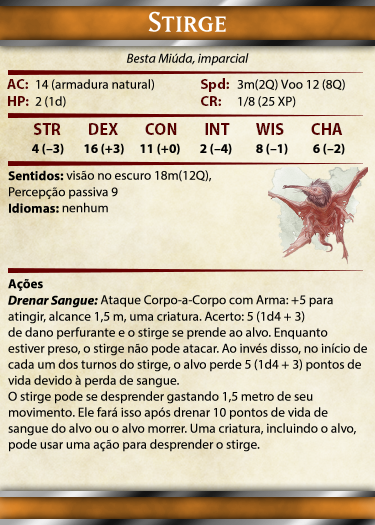 STIRGE
Besta Miúda, imparcial
AC: 14 (armadura natural) Spd: 3m(2Q) Voo 12 (8Q)
HP: 2 (1d) CR: 1/8 (25 XP)
STR DEX CON INT WIS CHA
4 (–3) 16 (+3) 11 (+0) 2 (–4) 8 (–1) 6 (–2)
Sentidos: visão no escuro 18m(12Q),
Percepção passiva 9
Idiomas: nenhum
Ações
Drenar Sangue: Ataque Corpo-a-Corpo com Arma: +5 para
atingir, alcance 1,5 m, uma criatura. Acerto: 5 (1d4 + 3)
de dano perfurante e o stirge se prende ao alvo. Enquanto
estiver preso, o stirge não pode atacar. Ao invés disso, no início de
cada um dos turnos do stirge, o alvo perde 5 (1d4 + 3) pontos de
vida devido à perda de sangue.
O stirge pode se desprender gastando 1,5 metro de seu
movimento. Ele fará isso após drenar 10 pontos de vida de
sangue do alvo ou o alvo morrer. Uma criatura, incluindo o alvo,
pode usar uma ação para desprender o stirge.